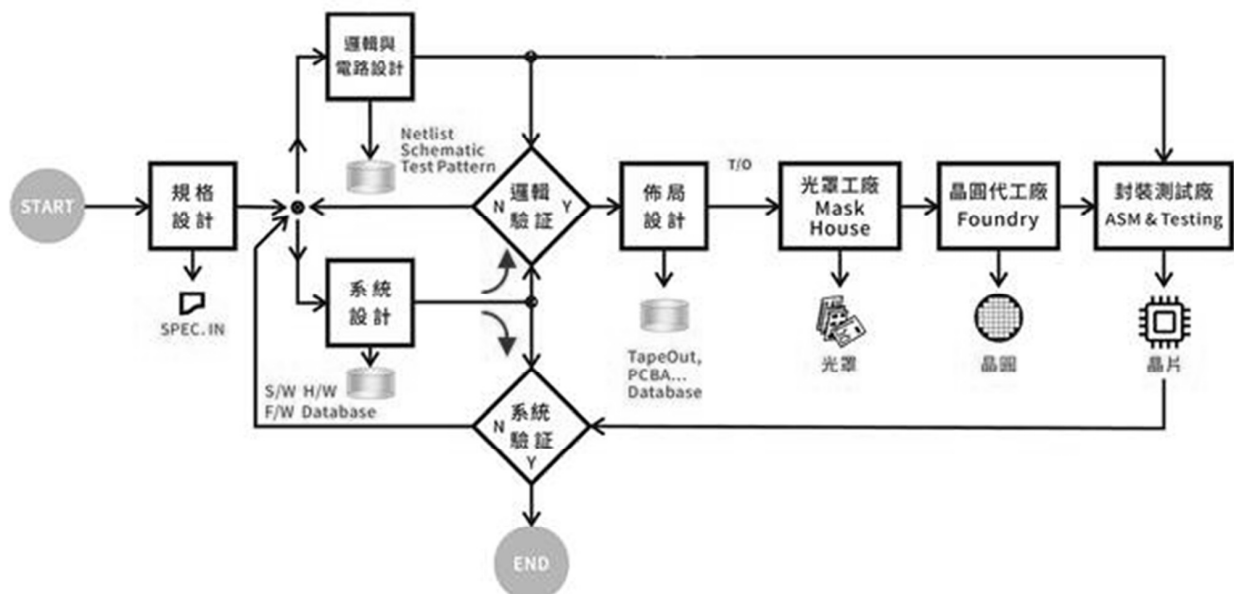 邏輯與
電路設計
Netlist
Schematic
Test Pattern
START
規格
設計
SPEC.IN
N
邏輯
驗証
Y
系統
設計
S/W H/W
F/W Database
佈局
設計
TapeOut,
PCBA...
Database
T/O
光罩工廠
Mask
House
光罩
晶圓代工廠
Foundry
晶圓
封裝測試廠
ASM & Testing
晶片
N
系統
驗証
Y
END